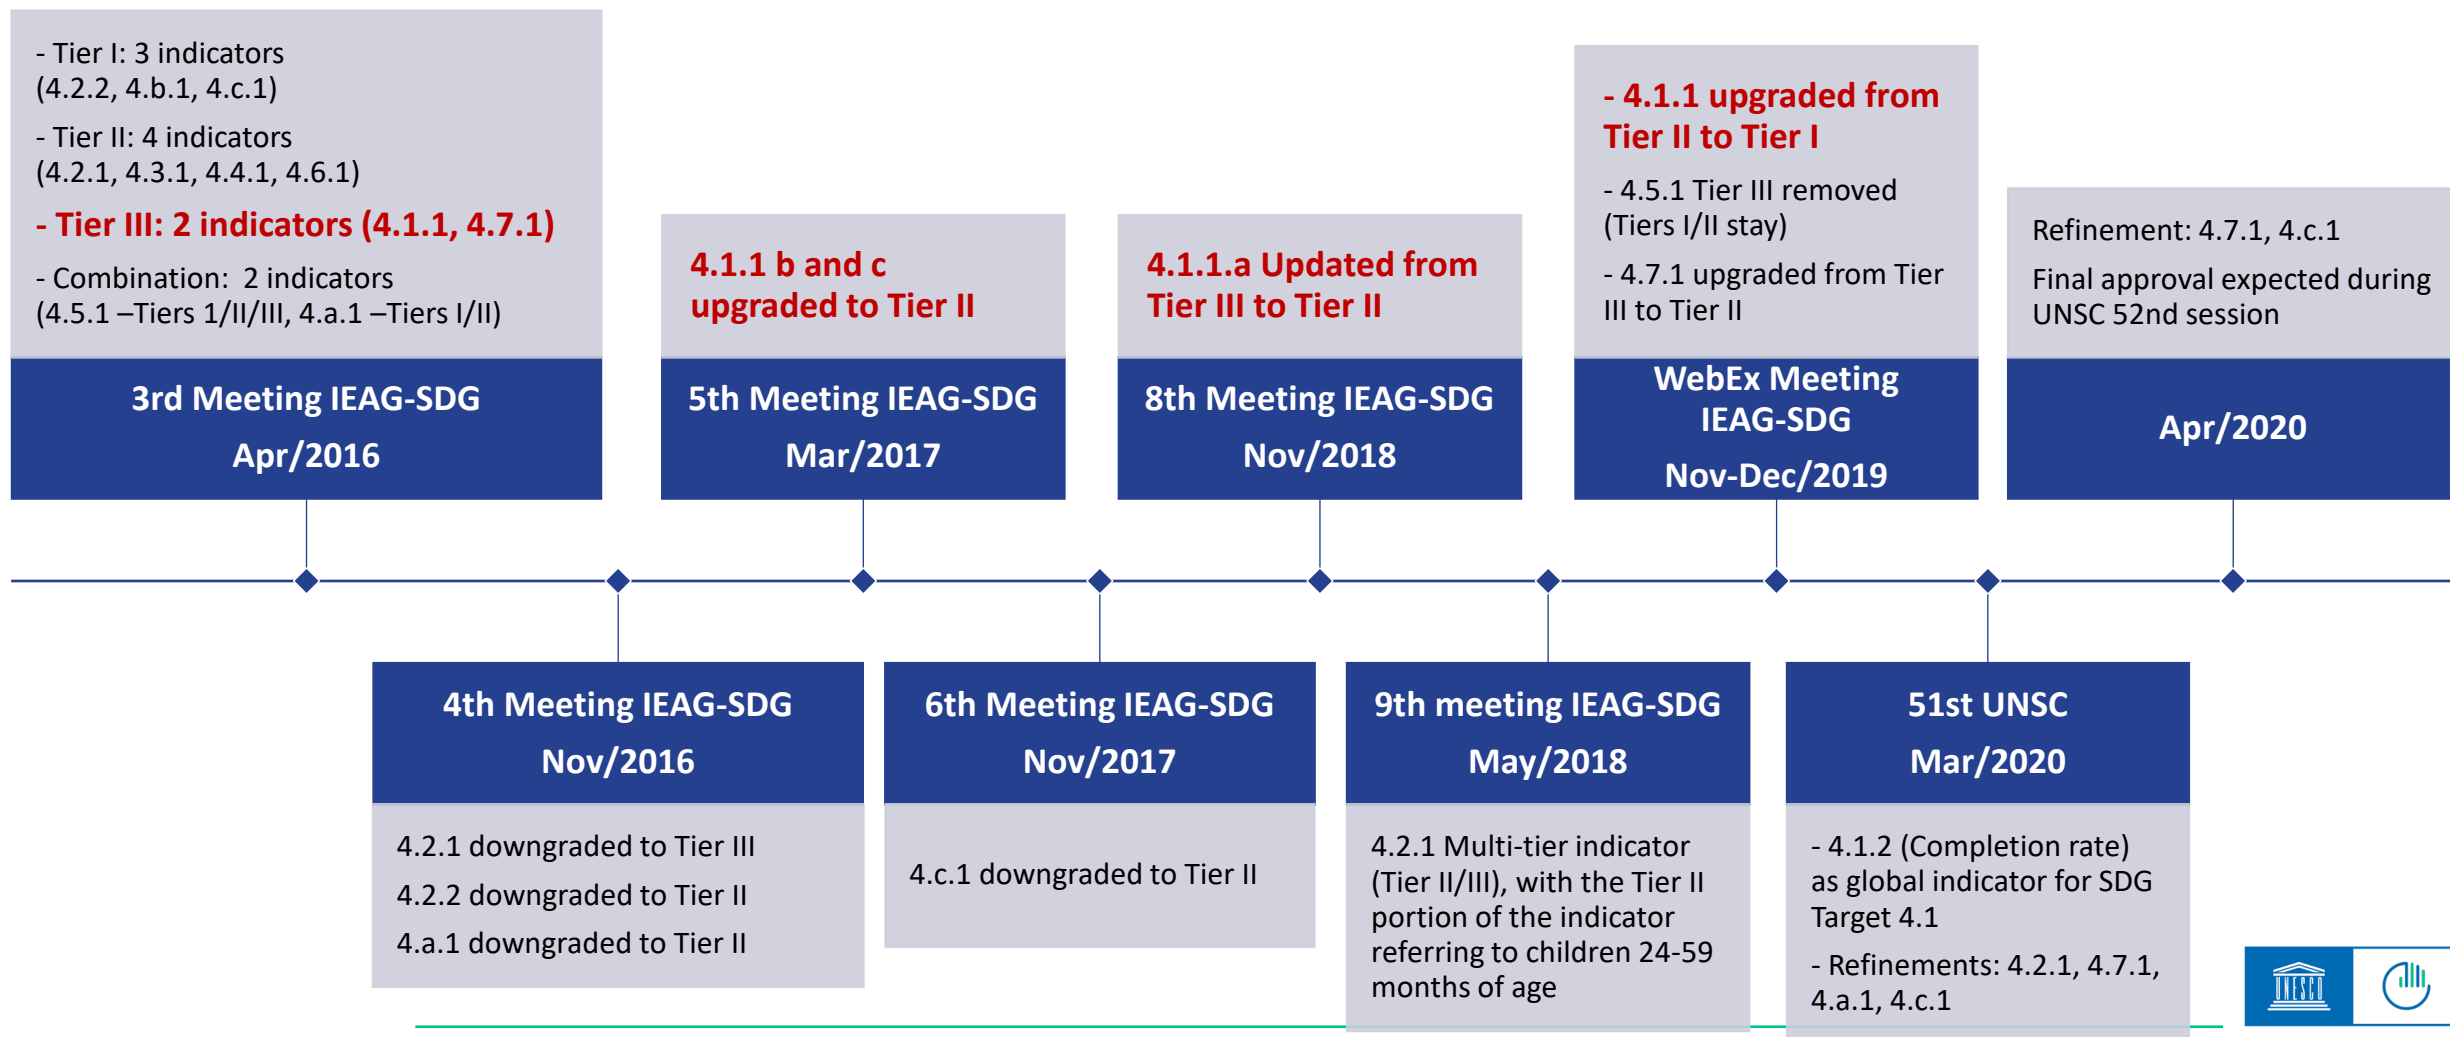 - Tier I: 3 indicators
(4.2.2, 4.b.1, 4.c.1)
- Tier II: 4 indicators
(4.2.1, 4.3.1, 4.4.1, 4.6.1)
- Tier III: 2 indicators (4.1.1, 4.7.1)
- Combination:  2 indicators
(4.5.1 –Tiers 1/II/III, 4.a.1 –Tiers I/II)
3rd Meeting IEAG-SDG
Apr/2016
4.1.1 b and c
upgraded to Tier II
5th Meeting IEAG-SDG
Mar/2017
4.1.1.a Updated from
Tier III to Tier II
8th Meeting IEAG-SDG
Nov/2018
- 4.1.1 upgraded from
Tier II to Tier I
- 4.5.1 Tier III removed
(Tiers I/II stay)
- 4.7.1 upgraded from Tier
III to Tier II
WebEx Meeting
IEAG-SDG
Nov-Dec/2019
Refinement: 4.7.1, 4.c.1
Final approval expected during
UNSC 52nd session
Apr/2020
4th Meeting IEAG-SDG
Nov/2016
4.2.1 downgraded to Tier III
4.2.2 downgraded to Tier II
4.a.1 downgraded to Tier II
6th Meeting IEAG-SDG
Nov/2017
4.c.1 downgraded to Tier II
9th meeting IEAG-SDG
May/2018
4.2.1 Multi-tier indicator
(Tier II/III), with the Tier II
portion of the indicator
referring to children 24-59
months of age
51st UNSC
Mar/2020
- 4.1.2 (Completion rate)
as global indicator for SDG
Target 4.1
- Refinements: 4.2.1, 4.7.1,
4.a.1, 4.c.1
UNESCO